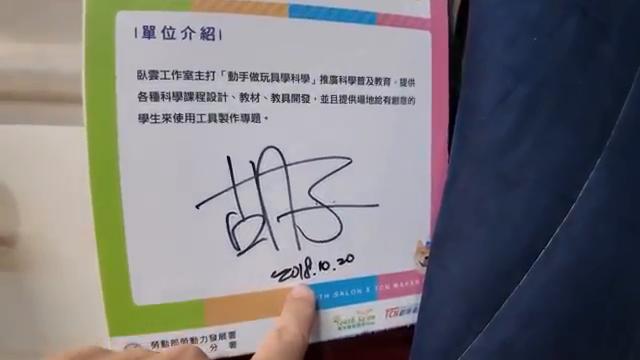 單位介紹
臥雲工作室主打「動手做玩具學科學」推廣科學普及教育，提供
各種科學課程設計、教材、教具開發，並且提供場地給有創意的
學生來使用工具製作專題。
2018.10.20
TH SALON X TCN MAKER
勞動部勞動力發展署
分署